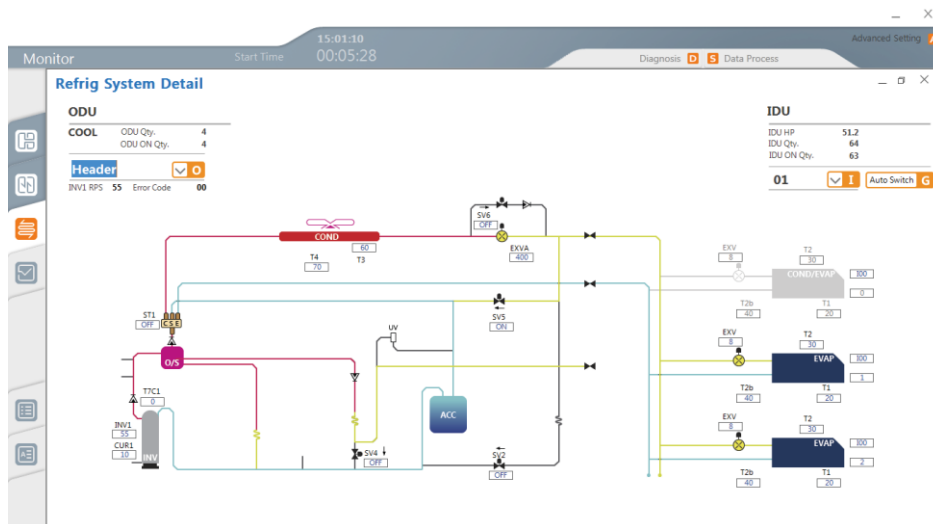 15:01:10
Advanced Setting A
Monitor
Start Time 00:05:28
Diagnosis D S Data Process
Refrig System Detail
ODU
COOL ODU Qty. 4
ODU ON Qty. 4
Header O
INV1 RPS 55 Error Code 00
IDU
IDU HP 51.2
IDU Qty. 64
IDU ON Qty. 63
01 I Auto Switch G
SV6
OFF
COND
60
T4 T3
70
EXVA
400
EXV T2
8 30
COND/EVAP 100
0
T2b T1
40 20
ST1
OFF C S E
SV5
ON
UV
O/S
EXV T2
8 30
EVAP 100
1
T2b T1
40 20
T7C1
0
ACC
INV1
55
CUR1
10
INV
SV4
OFF
SV2
OFF
EXV T2
8 30
EVAP 100
2
T2b T1
40 20